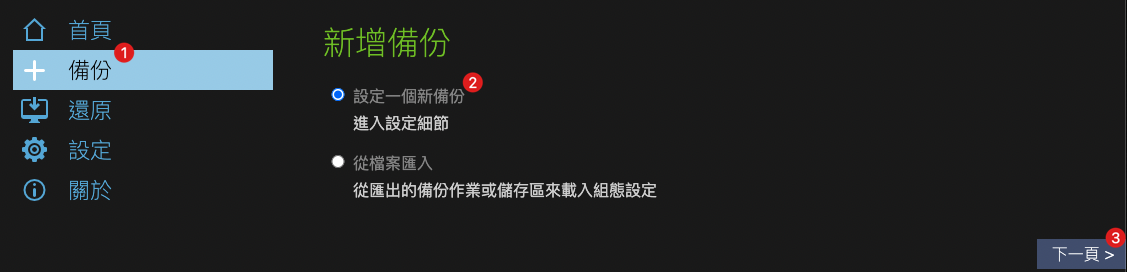 首頁
備份
1
還原
設定
關於
新增備份
設定一個新備份
2
進入設定細節
從檔案匯入
從匯出的備份作業或儲存區來載入組態設定
下一頁 >
3